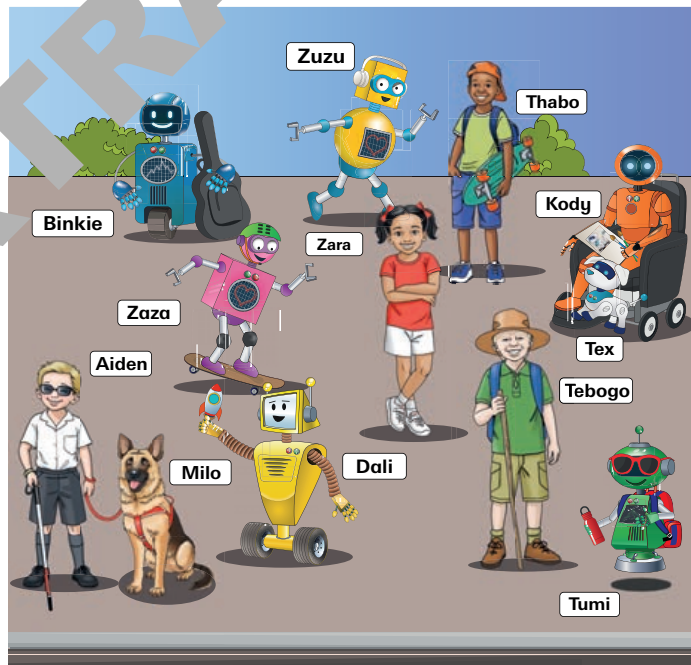 Zuzu
Thabo
Binkie
Kody
Zara
Zaza
Tex
Aiden
Tebogo
Milo
Dali
Tumi